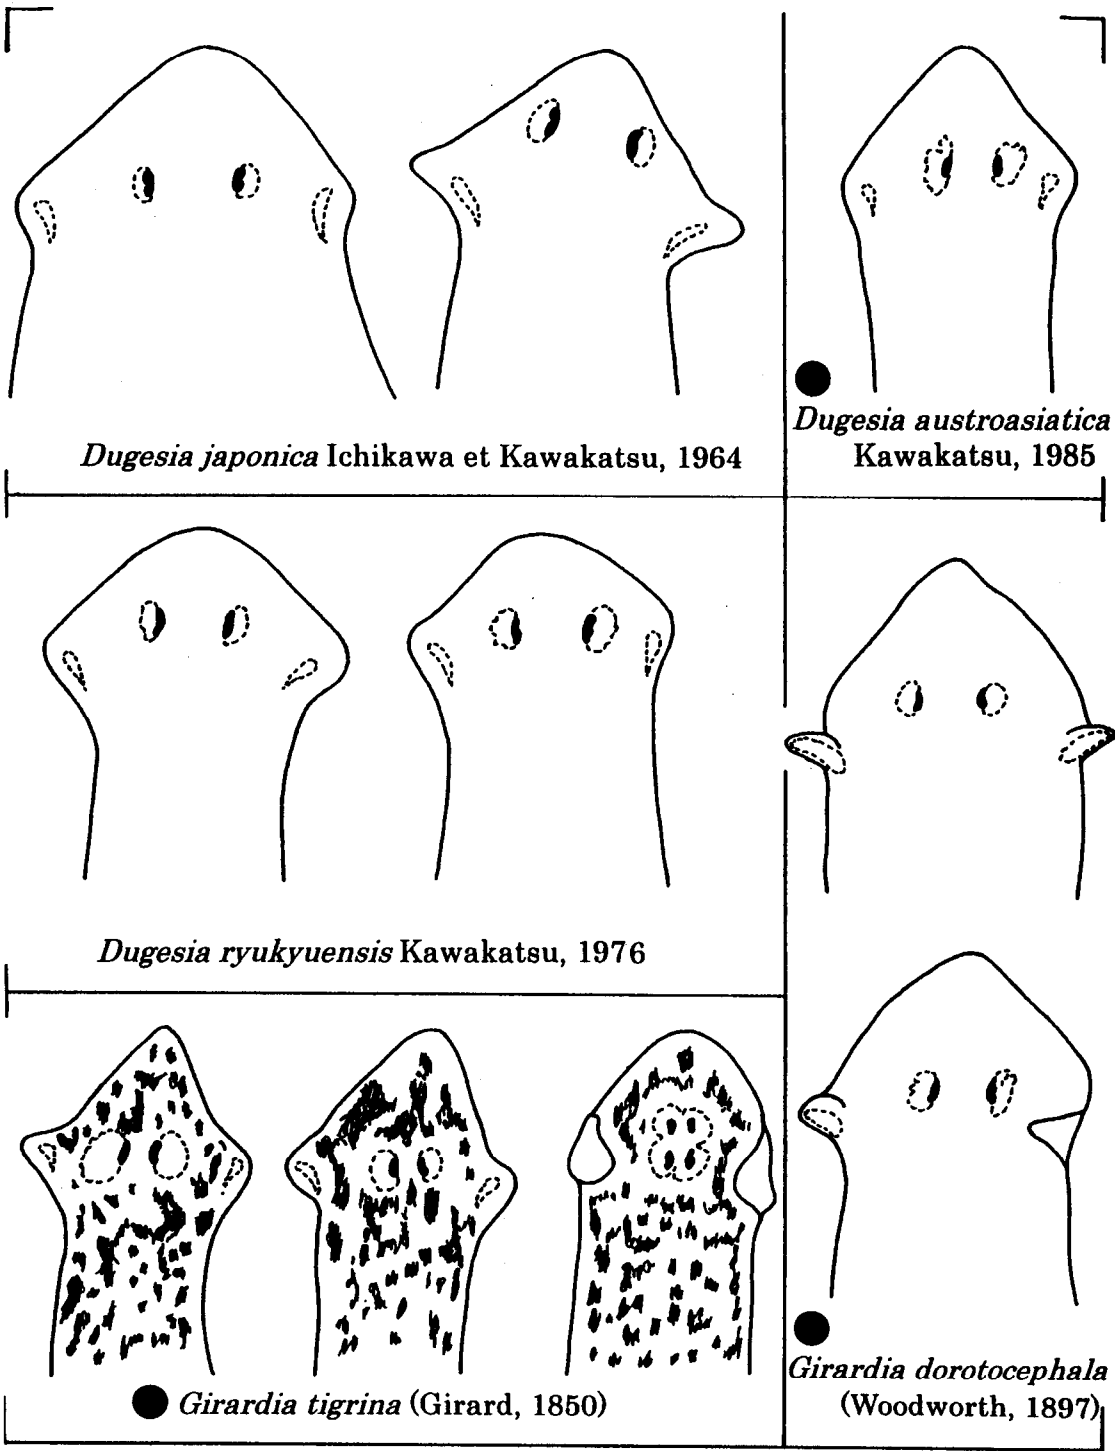 Dugesia japonica Ichikawa et Kawakatsu, 1964
Dugesia austroasiatica
Kawakatsu, 1985
Dugesia ryukyuensis Kawakatsu, 1976
Girardia tigrina (Girard, 1850)
Girardia dorotocephala
(Woodworth, 1897)